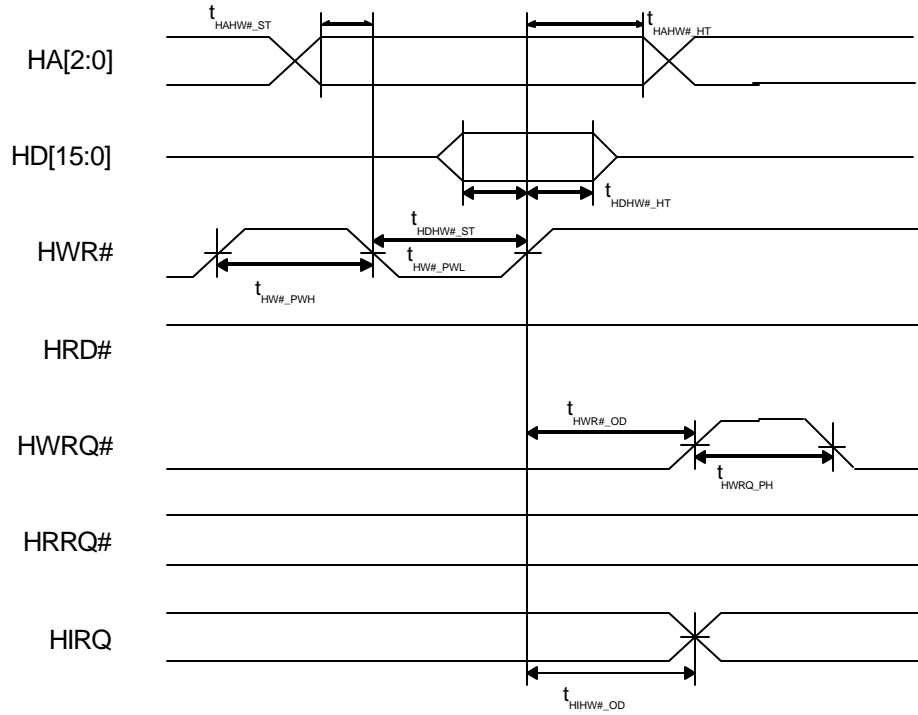 tHAHW#_ST
tHAHW#_HT
HA[2:0]
HD[15:0]
tHDHW#_HT
tHDHW#_ST
HWR#
tHW#_PWL
tHW#_PWH
HRD#
tHWR#_OD
HWRQ#
tHWRQ_PH
HRRQ#
HIRQ
tHIHW#_OD